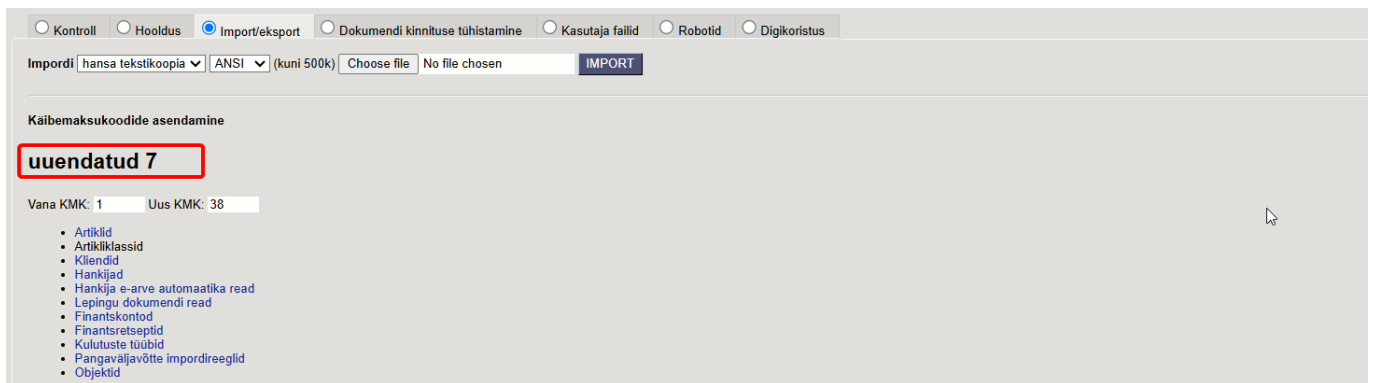 Kontroll Hooldus Import/eksport Dokumendi kinnituse tühistamine Kasutaja failid Robotid Digikoristus
Impordi hansa tekstikoopia ANSI (kuni 500k) Choose file No file chosen IMPORT
Käibemaksukoodide asendamine
uuendatud 7
Vana KMK: 1 Uus KMK: 38
Artiklid
Artikliklassid
Kliendid
Hankijad
Hankija e-arve automaatika read
Lepingu dokumendi read
Finantskontod
Finantsretseptid
Kulutuste tüübid
Pangaväljavõtte impordireeglid
Objektid